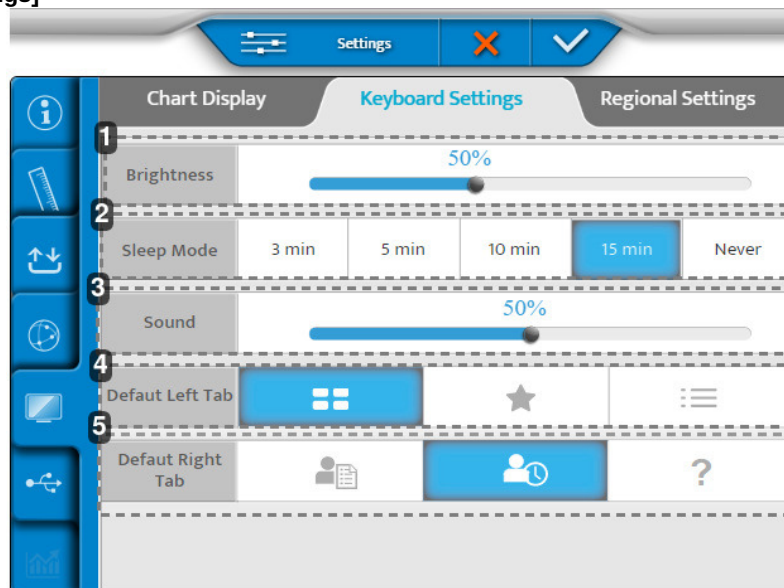 Settings
Chart Display Keyboard Settings Regional Settings
1
50%
Brightness
2
Sleep Mode 3 min 5 min 10 min 15 min Never
3
50%
Sound
4
Defaut Left Tab
5
Defaut Right
Tab
?